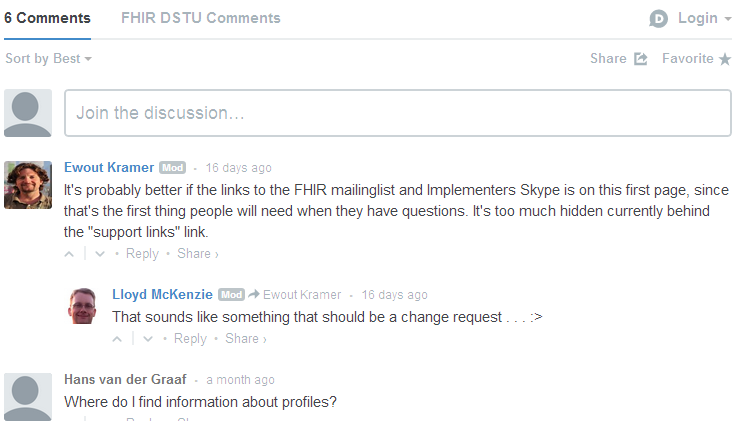 6 Comments FHIR DSTU Comments Login
Sort by Best Share Favorite
Join the discussion...
Ewout Kramer Mod • 16 days ago
It's probably better if the links to the FHIR mailinglist and Implementers Skype is on this first page, since
that's the first thing people will need when they have questions. It's too much hidden currently behind
the "support links" link.
• Reply • Share ›
Lloyd McKenzie Mod Ewout Kramer • 16 days ago
That sounds like something that should be a change request . . . :>
• Reply • Share ›
Hans van der Graaf • a month ago
Where do I find information about profiles?